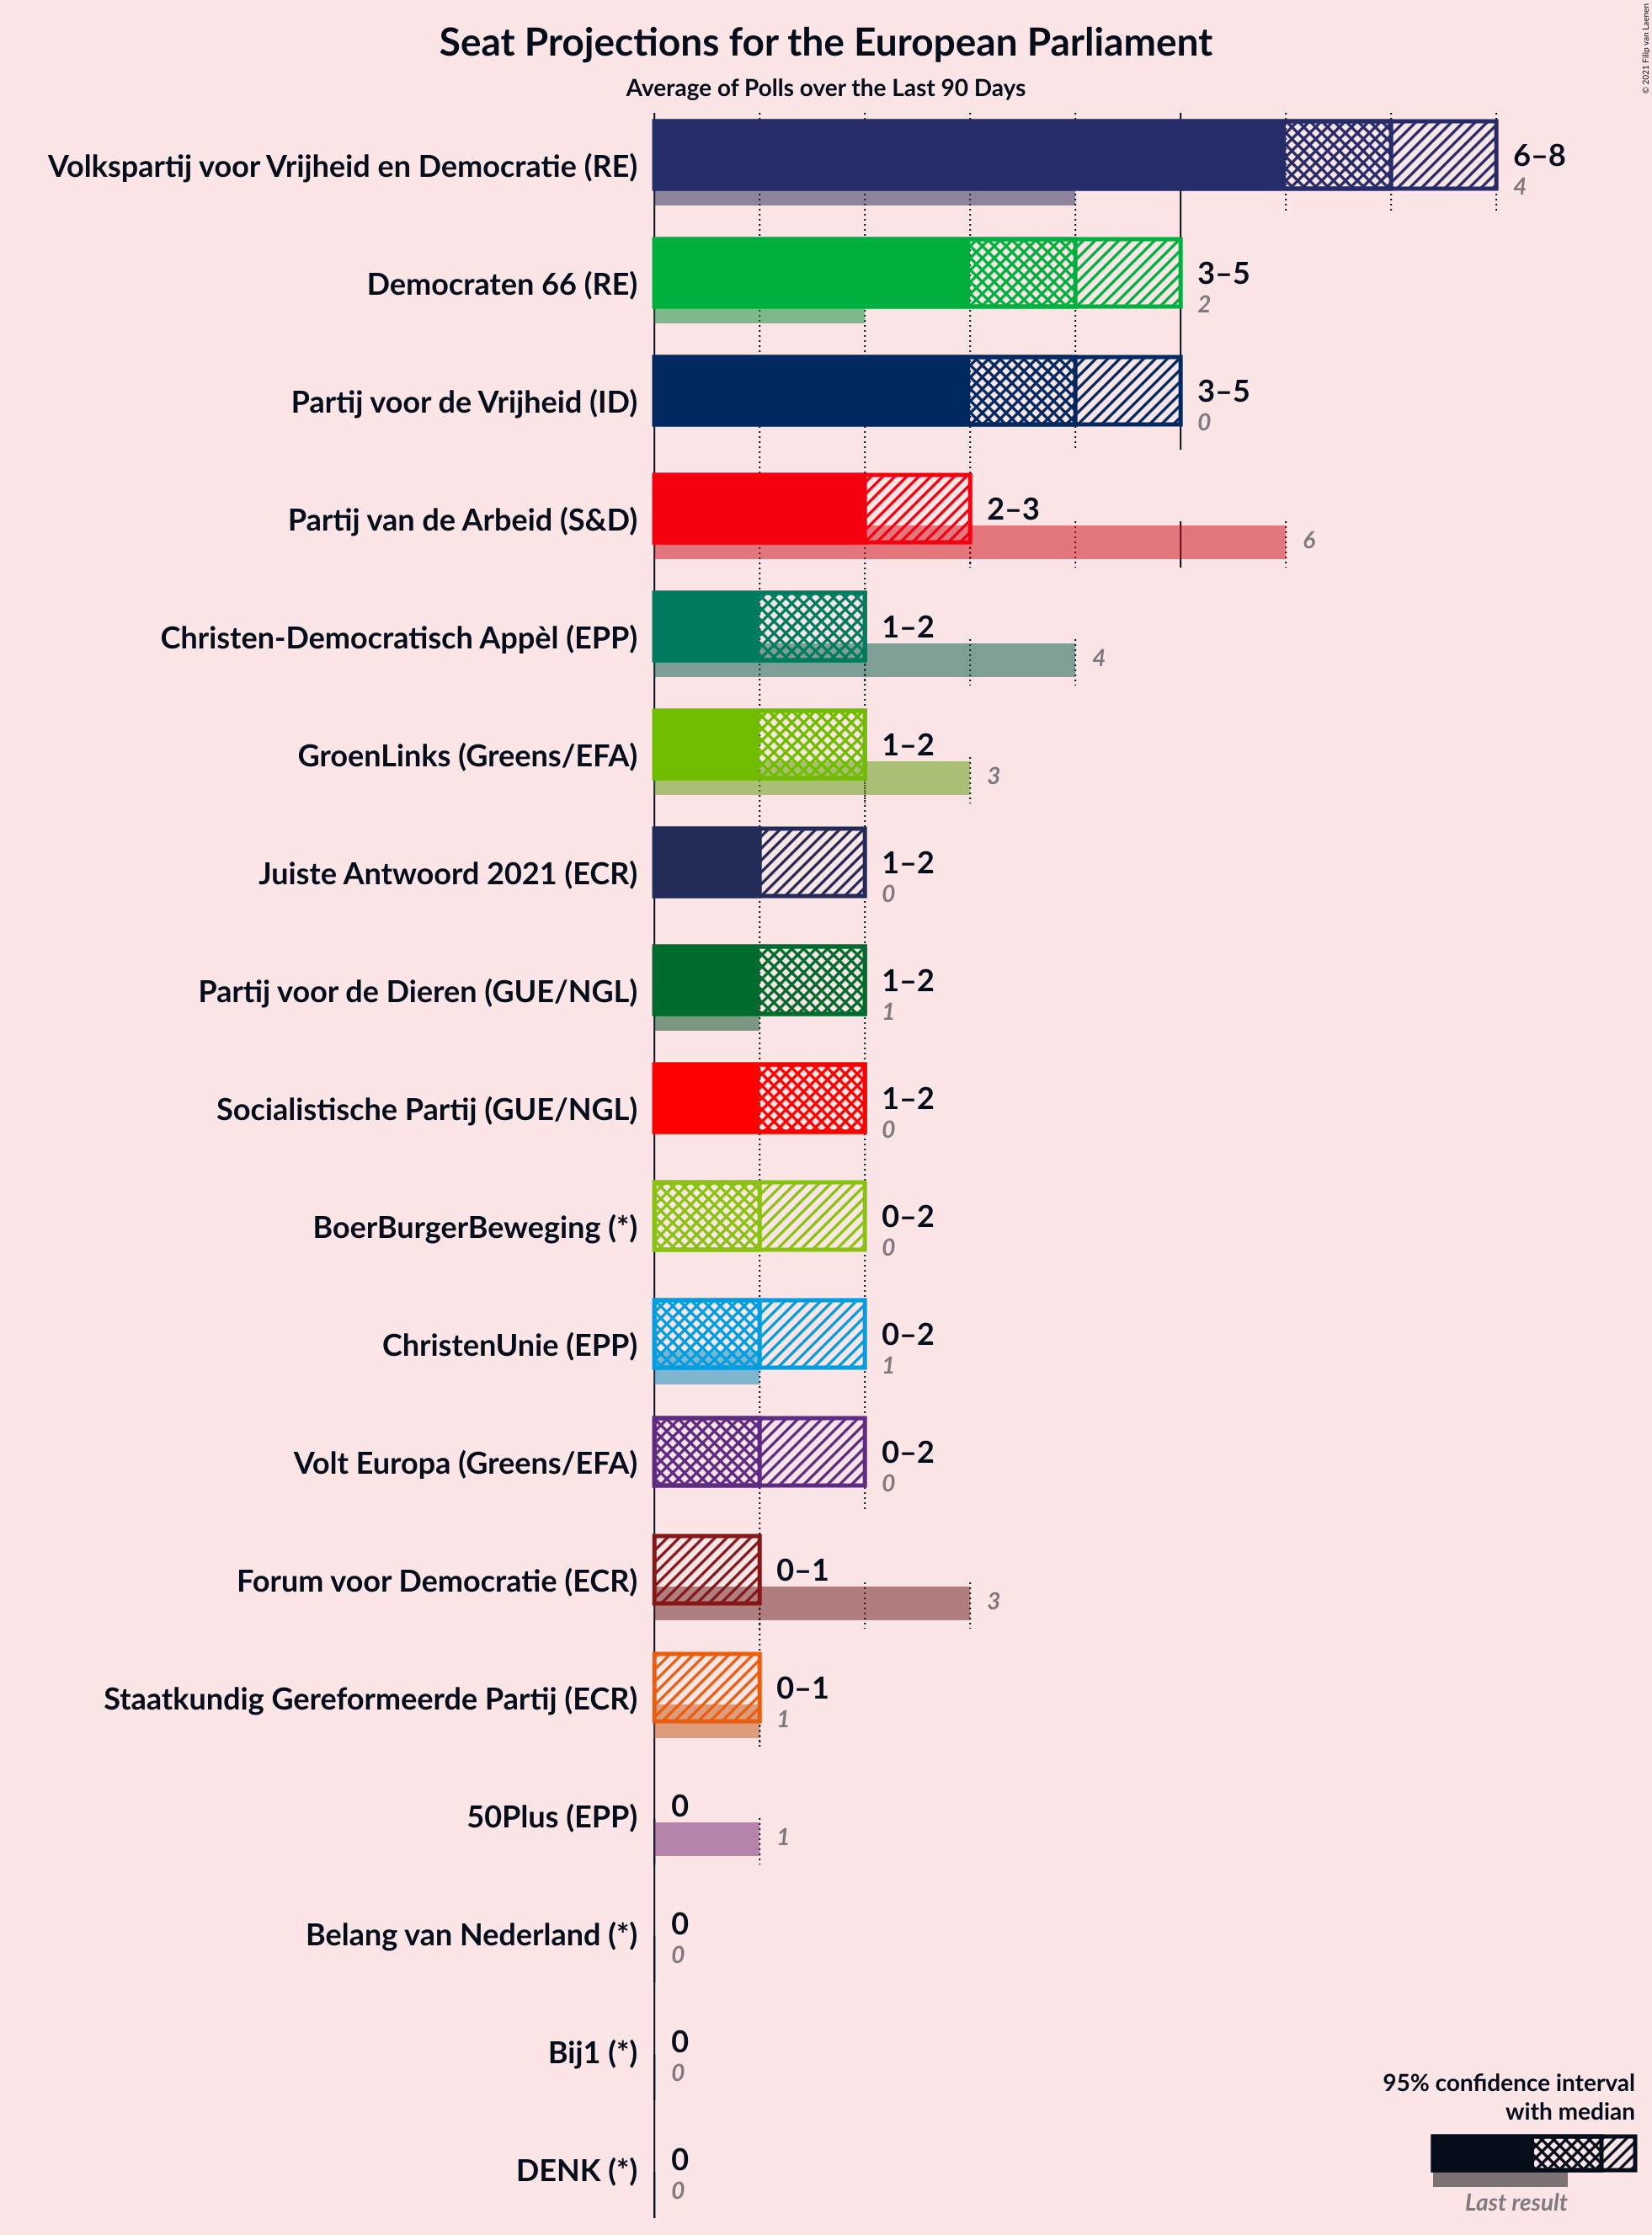 Seat Projections for the European Parliament
Average of Polls over the Last 90 Days
© 2021 Filip van Laenen
Volkspartij voor Vrijheid en Democratie (RE)
6–8
4
Democraten 66 (RE)
3–5
2
Partij voor de Vrijheid (ID)
3–5
0
Partij van de Arbeid (S&D)
2–3
6
Christen-Democratisch Appèl (EPP)
1–2
4
GroenLinks (Greens/EFA)
1–2
3
Juiste Antwoord 2021 (ECR)
1–2
0
Partij voor de Dieren (GUE/NGL)
1–2
1
Socialistische Partij (GUE/NGL)
1–2
0
BoerBurgerBeweging (*)
0–2
0
ChristenUnie (EPP)
0–2
1
Volt Europa (Greens/EFA)
0–2
0
Forum voor Democratie (ECR)
0–1
3
Staatkundig Gereformeerde Partij (ECR)
0–1
1
50Plus (EPP)
0
1
Belang van Nederland (*)
0
0
Bij1 (*)
0
0
DENK (*)
0
0
95% confidence interval
with median
Last result